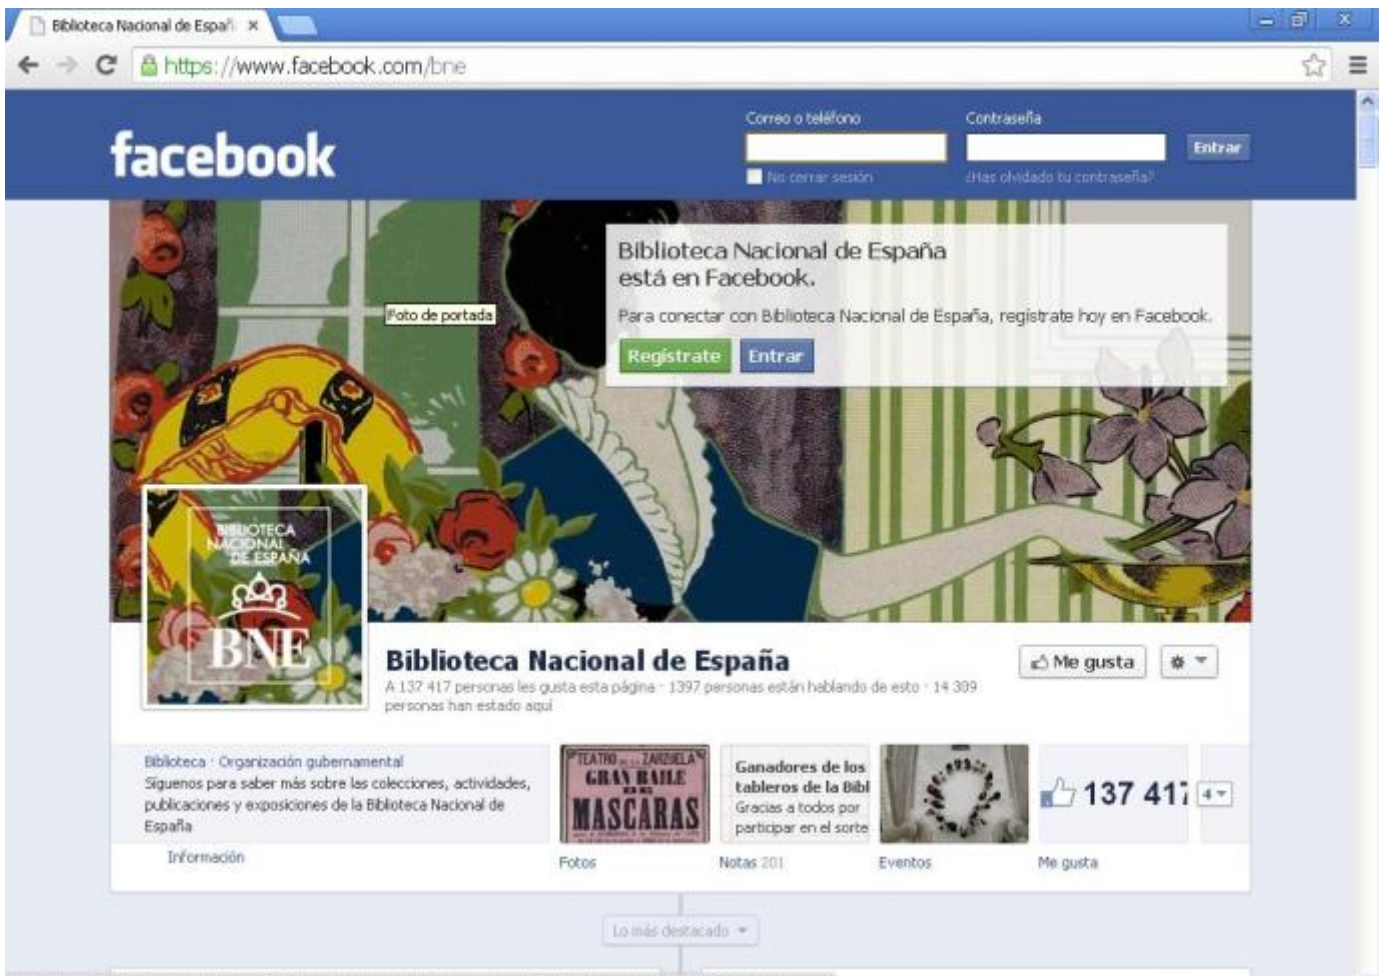 Biblioteca Nacional de Españ
https://www.facebook.com/bne
facebook
Correo o teléfono
Contraseña
Entrar
No cerrar sesión
¿Has olvidado tu contraseña?
Biblioteca Nacional de España
está en Facebook.
Para conectar con Biblioteca Nacional de España, regístrate hoy en Facebook.
Regístrate
Entrar
Foto de portada
BIBLIOTECA
NACIONAL
DE ESPAÑA
BNE
Biblioteca Nacional de España
A 137 417 personas les gusta esta página · 1397 personas están hablando de esto · 14 309
personas han estado aquí
Me gusta
Biblioteca · Organización gubernamental
Síguenos para saber más sobre las colecciones, actividades,
publicaciones y exposiciones de la Biblioteca Nacional de
España
Información
TEATRO DE LA ZARZUELA
GRAN BAILE
MASCARAS
Fotos
Ganadores de los
tableros de la Bibl
Gracias a todos por
participar en el sorte
Notas 201
Eventos
137 417
4
Me gusta
Lo más destacado